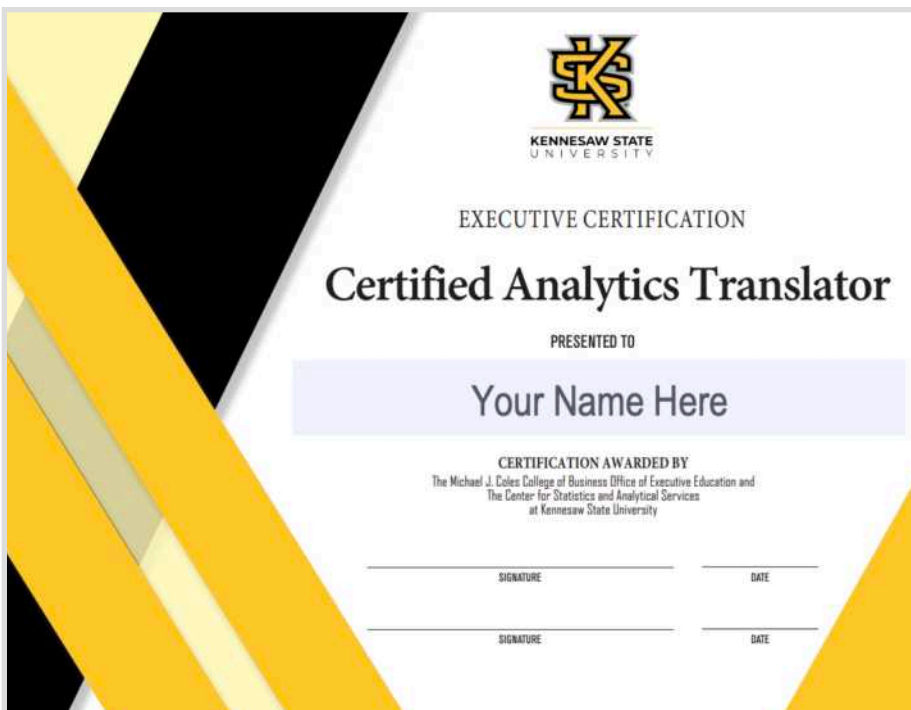 KS
KENNESAW STATE
UNIVERSITY
EXECUTIVE CERTIFICATION
Certified Analytics Translator
PRESENTED TO
Your Name Here
CERTIFICATION AWARDED BY
The Michael J. Coles College of Business Office of Executive Education and
The Center for Statistics and Analytical Services
at Kennesaw State University
SIGNATURE DATE
SIGNATURE DATE